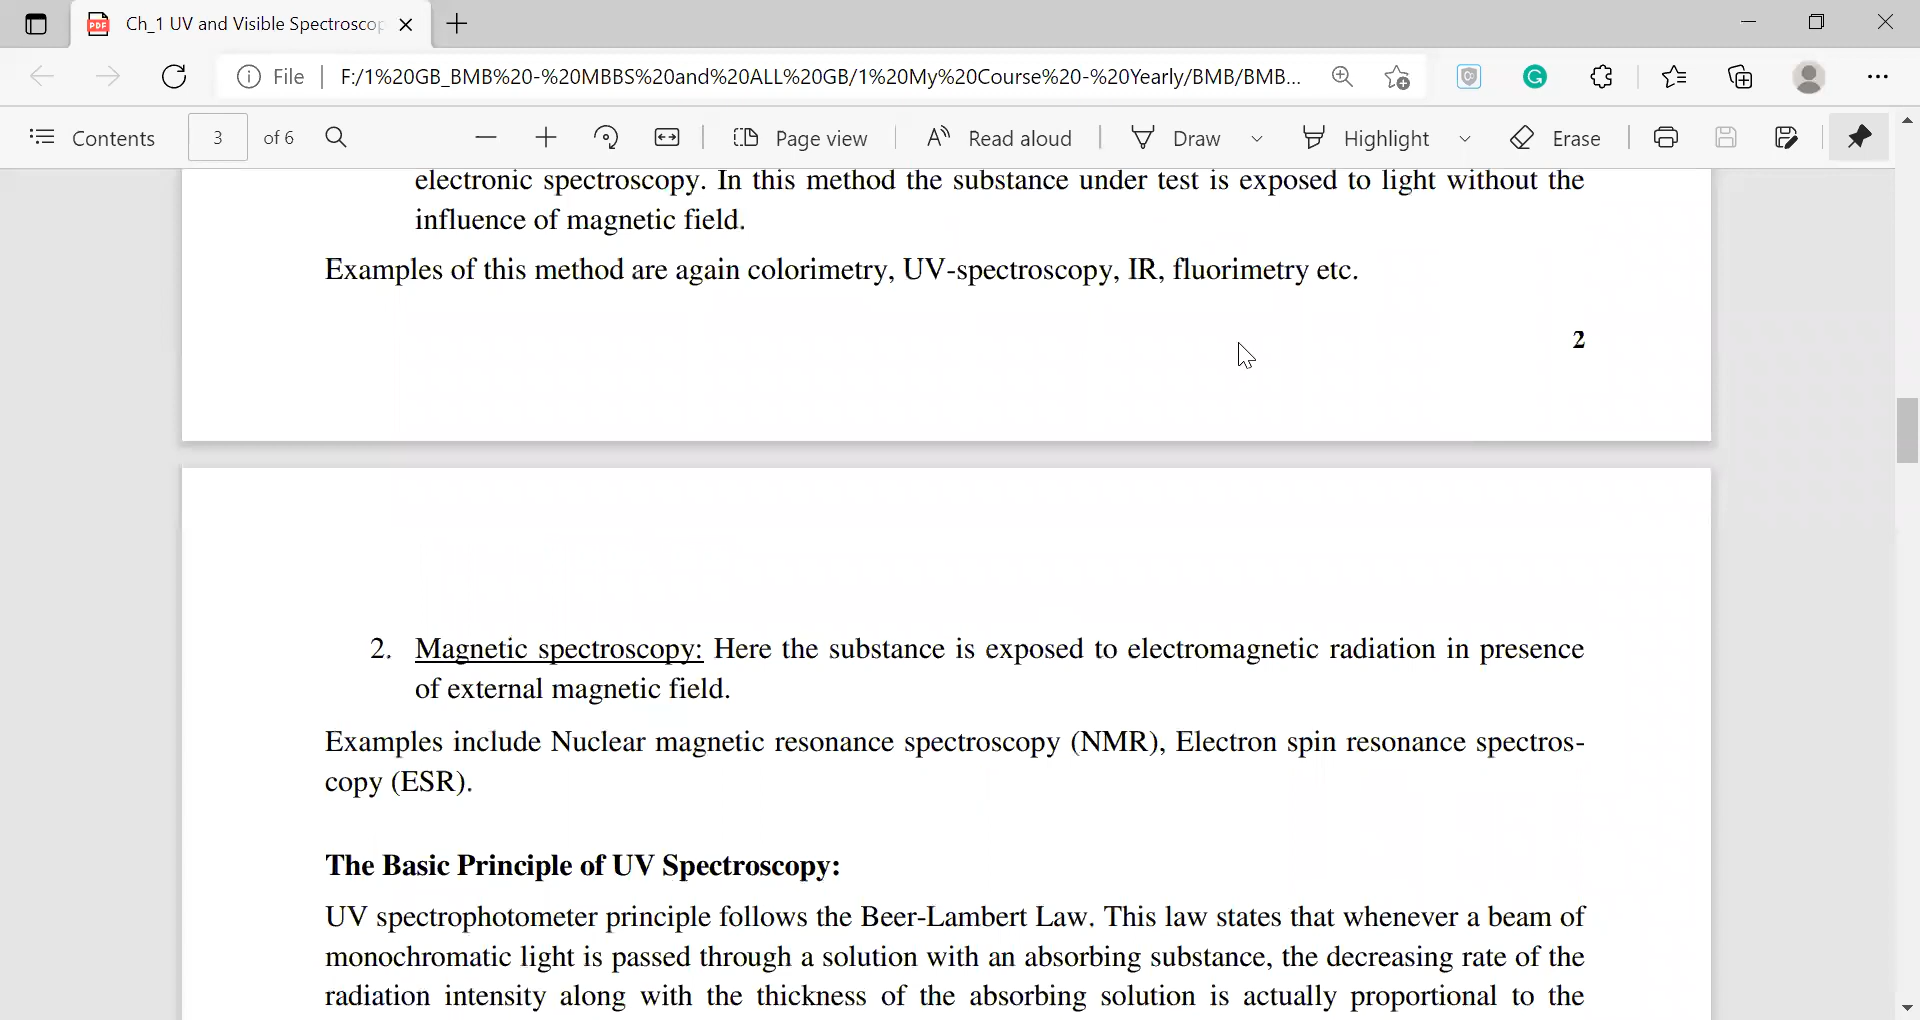 Ch_1 UV and Visible Spectroscop
File F:/1%20GB_BMB%20-%20MBBS%20and%20ALL%20GB/1%20My%20Course%20-%20Yearly/BMB/BMB...
Contents 3 of 6 Page view Read aloud Draw Highlight Erase
electronic spectroscopy. In this method the substance under test is exposed to light without the
influence of magnetic field.
Examples of this method are again colorimetry, UV-spectroscopy, IR, fluorimetry etc.
2
2. Magnetic spectroscopy: Here the substance is exposed to electromagnetic radiation in presence
of external magnetic field.
Examples include Nuclear magnetic resonance spectroscopy (NMR), Electron spin resonance spectros-
copy (ESR).
The Basic Principle of UV Spectroscopy:
UV spectrophotometer principle follows the Beer-Lambert Law. This law states that whenever a beam of
monochromatic light is passed through a solution with an absorbing substance, the decreasing rate of the
radiation intensity along with the thickness of the absorbing solution is actually proportional to the